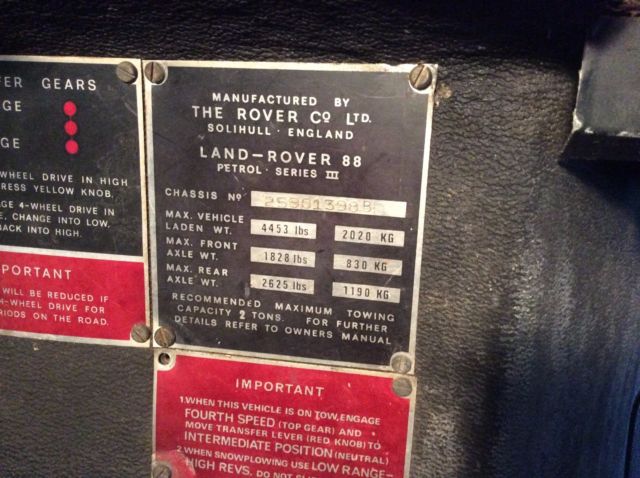 FER GEARS
GE
GE
WHEEL DRIVE IN HIGH
RESS YELLOW KNOB.
GE 4-WHEEL DRIVE IN
E, CHANGE INTO LOW,
BACK INTO HIGH.
PORTANT
WILL BE REDUCED IF
4-WHEEL DRIVE FOR
RIODS ON THE ROAD.
MANUFACTURED BY
THE ROVER Cº LTD.
SOLIHULL · ENGLAND
LAND-ROVER 88
PETROL · SERIES III
CHASSIS Nº
MAX. VEHICLE LADEN WT. 4453 lbs 2020 KG
MAX. FRONT AXLE WT. 1828 lbs 830 KG
MAX. REAR AXLE WT. 2625 lbs 1190 KG
RECOMMENDED MAXIMUM TOWING
CAPACITY 2 TONS. FOR FURTHER
DETAILS REFER TO OWNERS MANUAL
IMPORTANT
1.WHEN THIS VEHICLE IS ON TOW,ENGAGE
FOURTH SPEED (TOP GEAR) AND
MOVE TRANSFER LEVER (RED KNOB) TO
INTERMEDIATE POSITION (NEUTRAL)
2.WHEN SNOWPLOWING USE LOW RANGE-
HIGH REVS. DO NOT